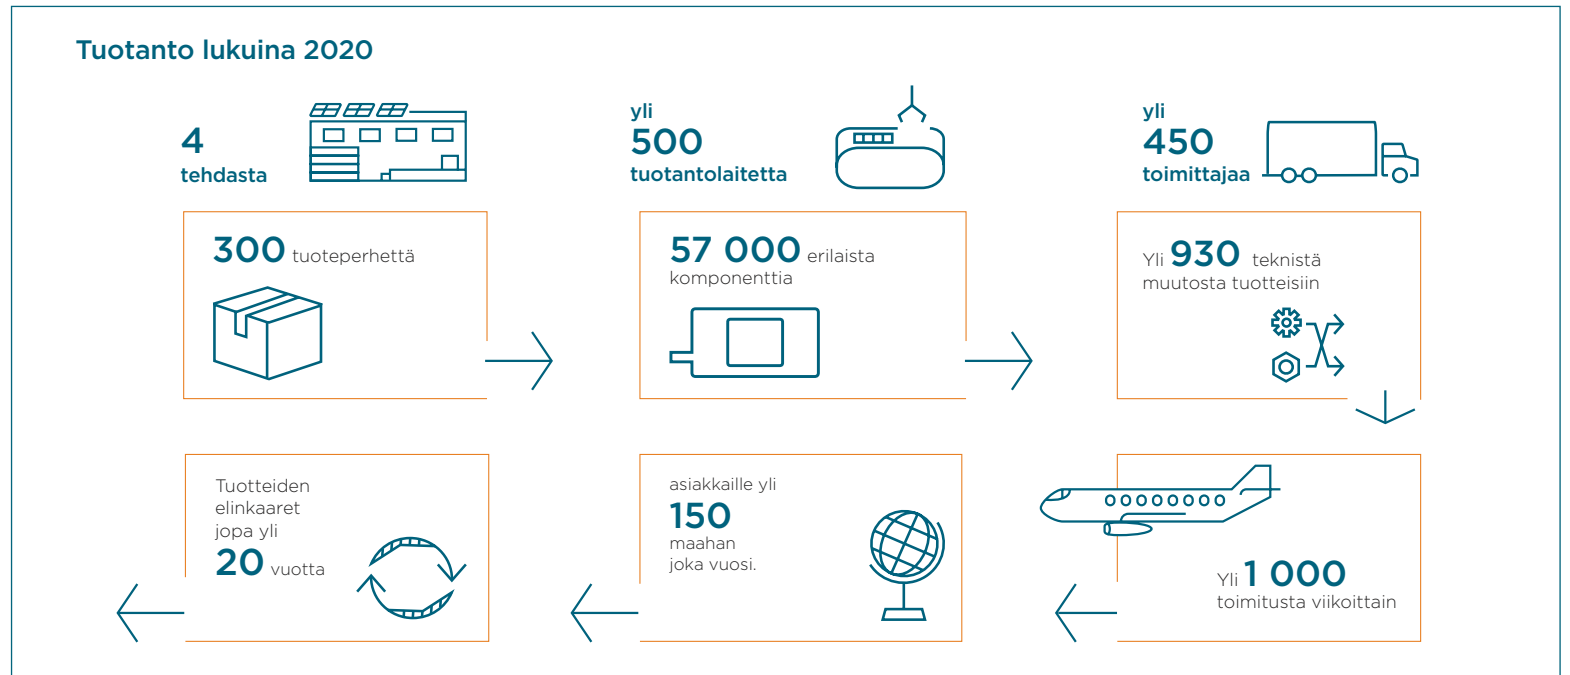 Tuotanto lukuina 2020
4
tehdasta
yli
500
tuotantolaitetta
yli
450
toimittajaa
300 tuoteperhettä
57 000 erilaista
komponenttia
Yli 930 teknistä
muutosta tuotteisiin
Yli 1 000
toimitusta viikoittain
asiakkaille yli
150
maahan
joka vuosi.
Tuotteiden
elinkaaret
jopa yli
20 vuotta